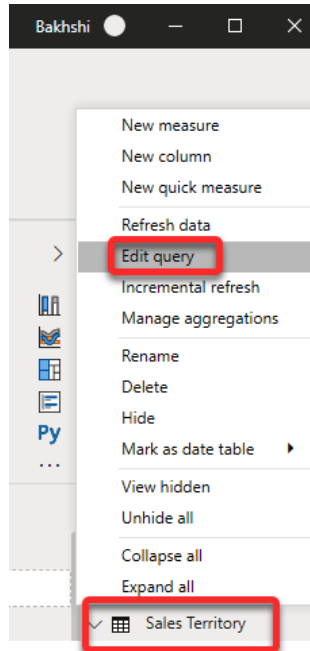 Bakhshi
New measure
New column
New quick measure
Refresh data
Edit query
Incremental refresh
Manage aggregations
Rename
Delete
Hide
Mark as date table
Py
...
View hidden
Unhide all
Collapse all
Expand all
Sales Territory